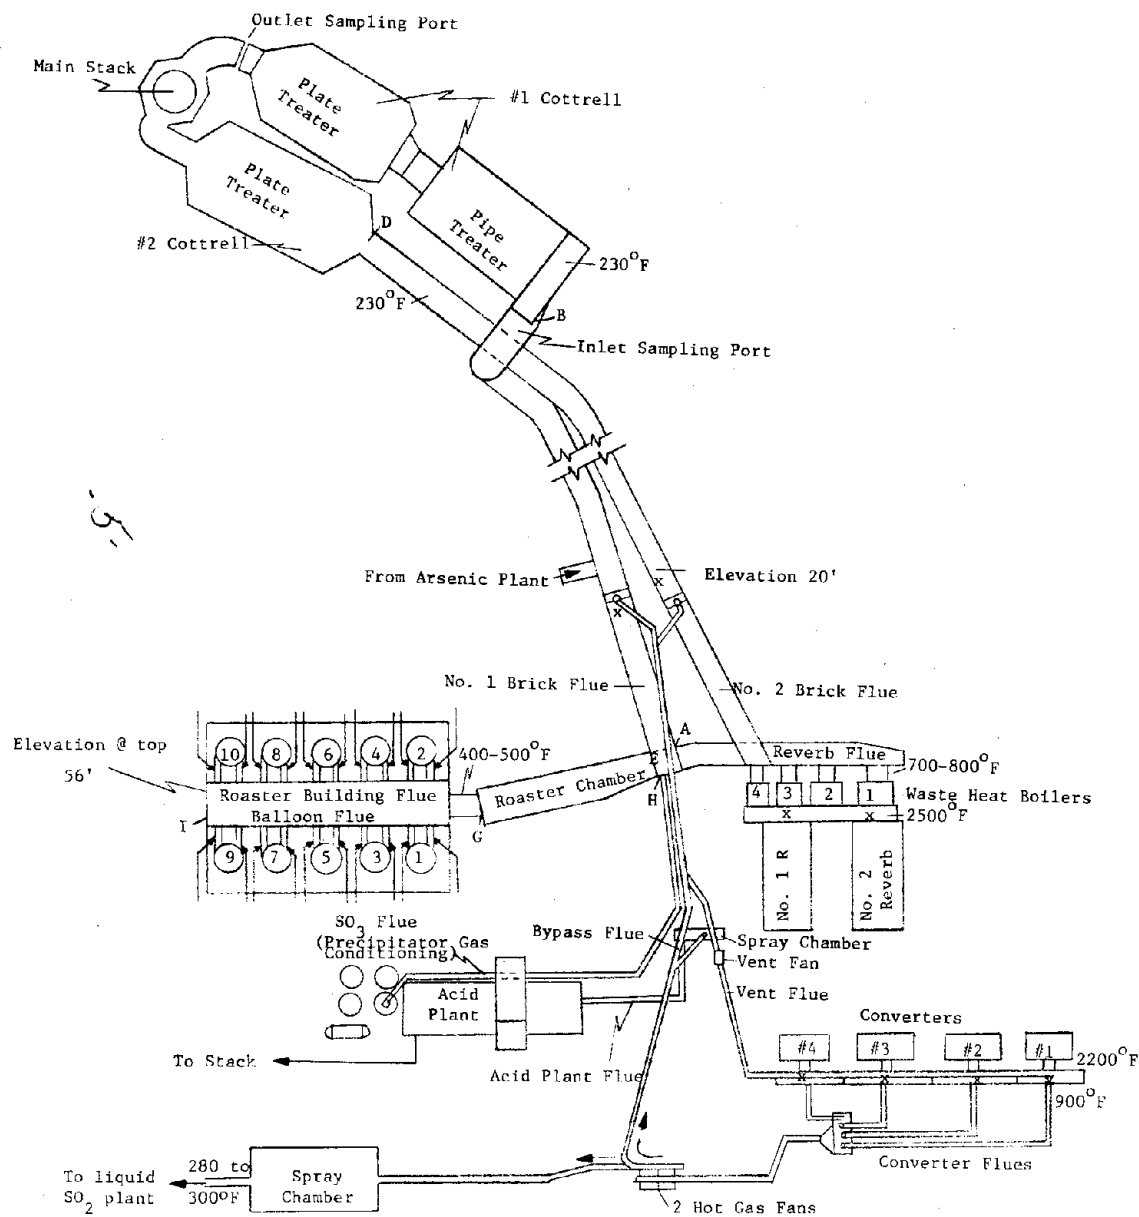 Outlet Sampling Port
Main Stack
Plate
Treater
#1 Cottrell
Plate
Treater
Pipe
Treater
D
#2 Cottrell
230°F
230°F
B
Inlet Sampling Port
-5-
From Arsenic Plant
Elevation 20'
x
x
No. 1 Brick Flue
No. 2 Brick Flue
A
Elevation @ top
56'
10
8
6
4
2
400-500°F
E
Reverb Flue
700-800°F
Roaster Building Flue
Balloon Flue
Roaster Chamber
H
4
3
2
1
Waste Heat Boilers
I
G
x
x
2500°F
9
7
5
3
1
No. 1 R
No. 2
Reverb
SO3 Flue
(Precipitator Gas
Conditioning)
Bypass Flue
Spray Chamber
Vent Fan
Acid
Plant
Vent Flue
Converters
#4
#3
#2
#1
2200°F
To Stack
Acid Plant Flue
x
x
x
x
900°F
Converter Flues
To liquid
SO2 plant
280 to
300°F
Spray
Chamber
2 Hot Gas Fans